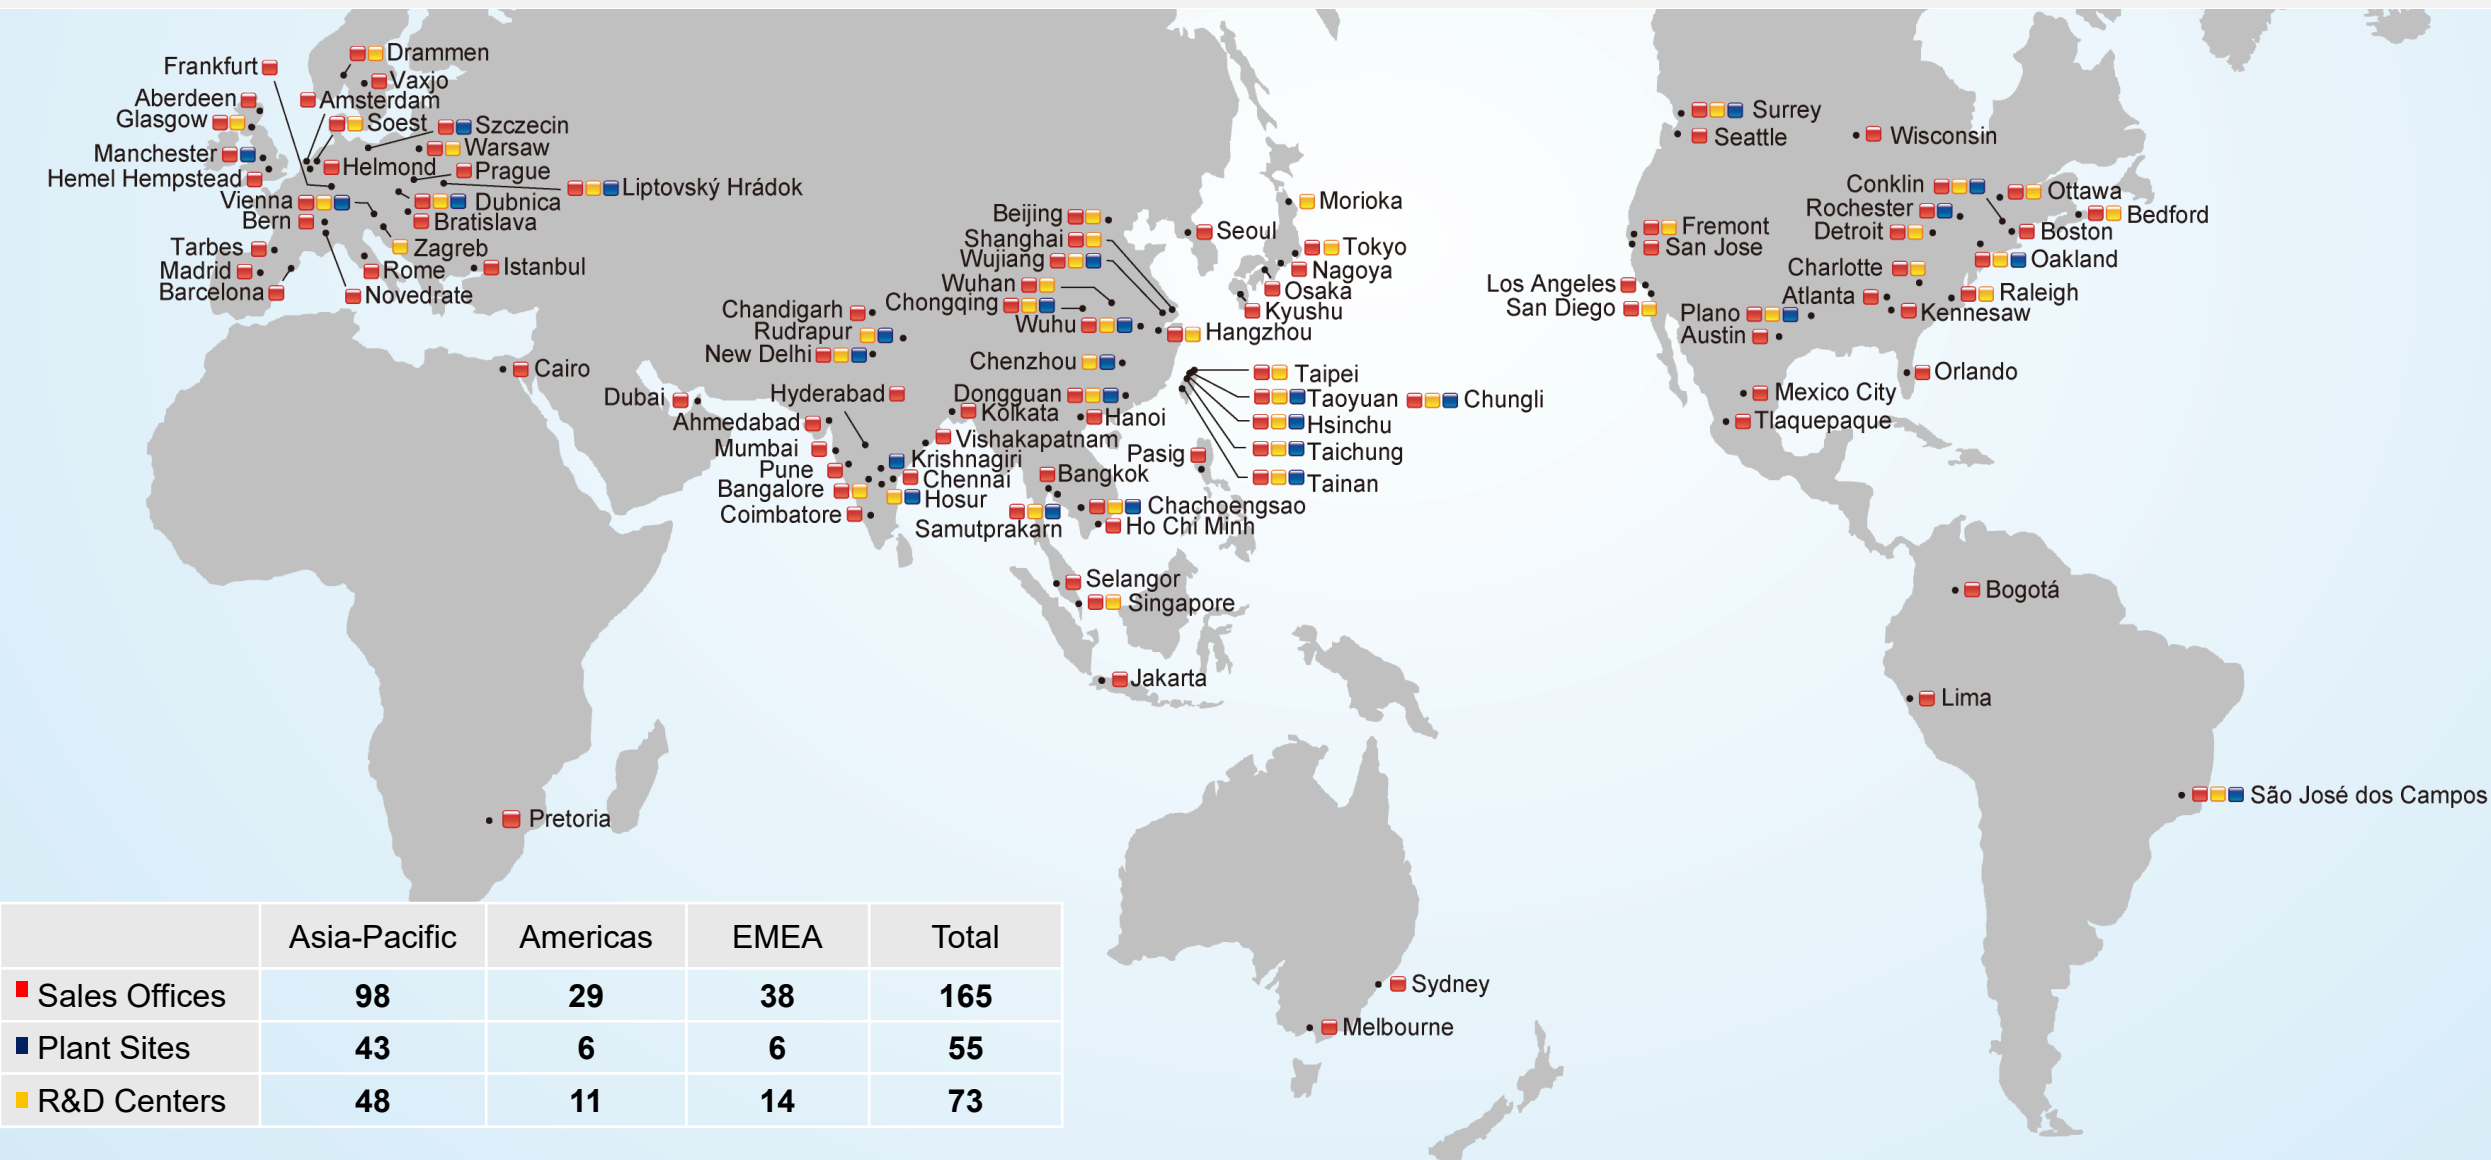 Drammen
Frankfurt
Vaxjo
Aberdeen
Amsterdam
Glasgow
Soest
Szczecin
Manchester
Warsaw
Helmond
Prague
Hemel Hempstead
Liptovský Hrádok
Vienna
Dubnica
Bern
Bratislava
Tarbes
Zagreb
Madrid
Rome
Istanbul
Barcelona
Novedrate
Cairo
Dubai
Pretoria
Beijing
Shanghai
Wujiang
Wuhan
Chongqing
Wuhu
Hangzhou
Chandigarh
Rudrapur
New Delhi
Chenzhou
Hyderabad
Dongguan
Kolkata
Hanoi
Ahmedabad
Vishakapatnam
Mumbai
Krishnagiri
Pune
Chennai
Bangalore
Hosur
Coimbatore
Pasig
Bangkok
Chachoengsao
Samutprakarn
Ho Chi Minh
Selangor
Singapore
Jakarta
Morioka
Seoul
Tokyo
Nagoya
Osaka
Kyushu
Taipei
Taoyuan
Chungli
Hsinchu
Taichung
Tainan
Sydney
Melbourne
Surrey
Seattle
Wisconsin
Conklin
Ottawa
Rochester
Bedford
Fremont
Detroit
Boston
San Jose
Oakland
Charlotte
Los Angeles
Atlanta
Raleigh
San Diego
Plano
Kennesaw
Austin
Orlando
Mexico City
Tlaquepaque
Bogotá
Lima
São José dos Campos
Asia-Pacific Americas EMEA Total
Sales Offices 98 29 38 165
Plant Sites 43 6 6 55
R&D Centers 48 11 14 73